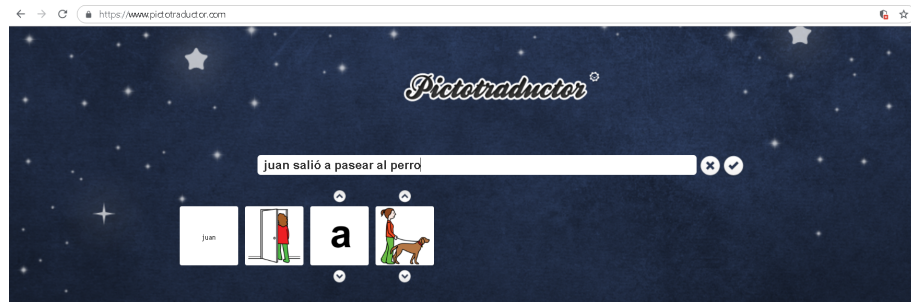 https://www.pictotraductor.com
Pictotraductor
juan salió a pasear al perro
juan
a